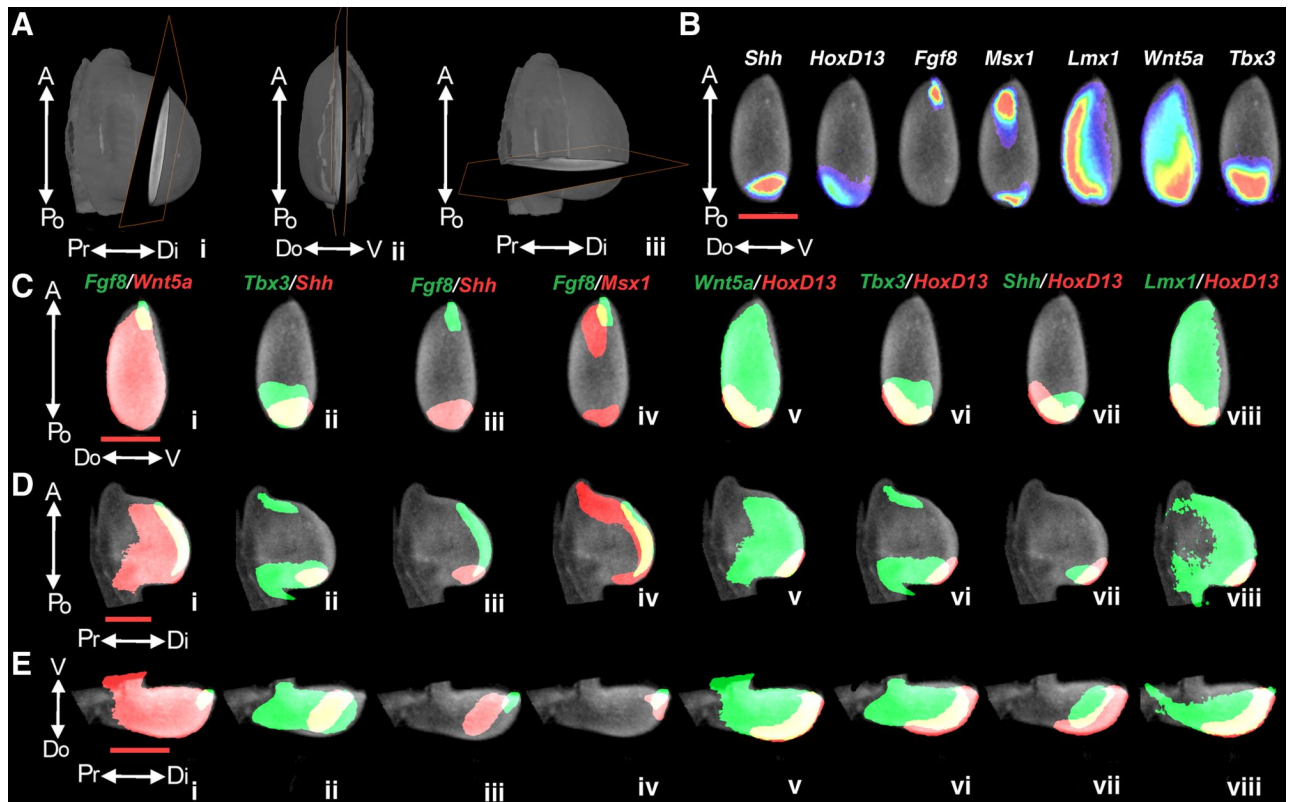 A
B
A
Po
Pr Di i
A
Po
Do V ii
A
Po
Pr Di iii
Shh HoxD13 Fgf8 Msx1 Lmx1 Wnt5a Tbx3
A
Po
Do V
C
Fgf8/Wnt5a Tbx3/Shh Fgf8/Shh Fgf8/Msx1 Wnt5a/HoxD13 Tbx3/HoxD13 Shh/HoxD13 Lmx1/HoxD13
A
Po
i ii iii iv v vi vii viii
Do V
D
A
Po
i ii iii iv v vi vii viii
Pr Di
E
V
Do
Pr Di
i ii iii iv v vi vii viii